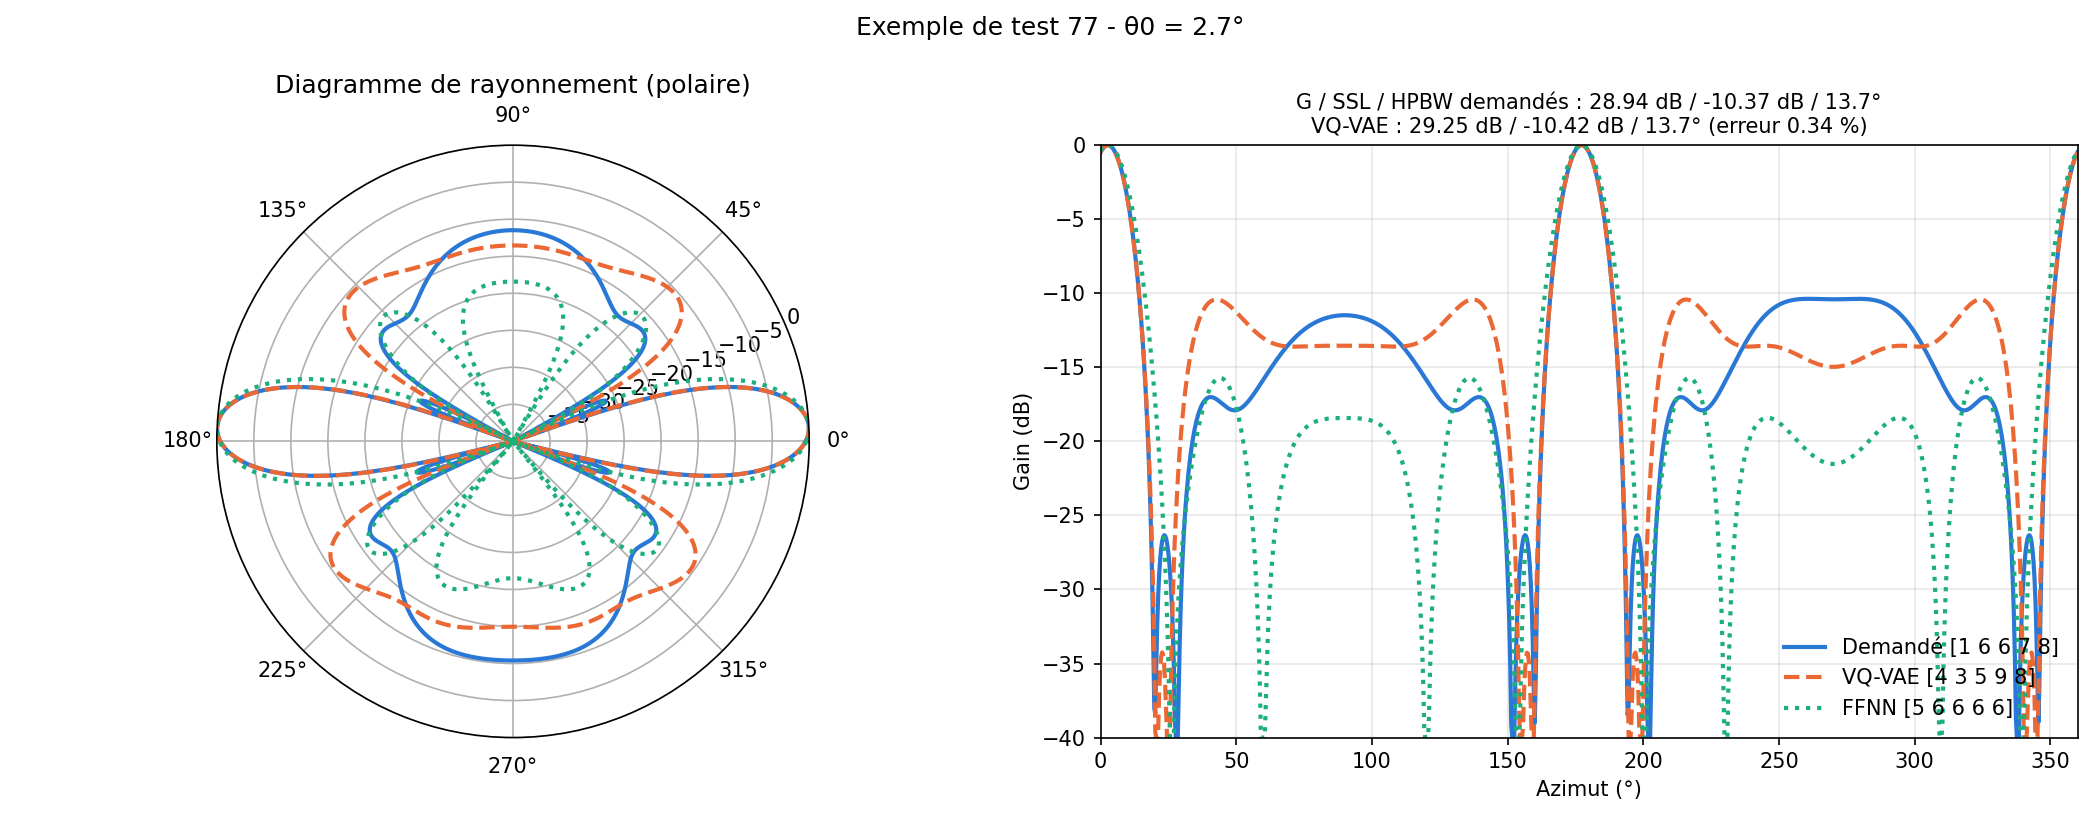 Exemple de test 77 - θ0 = 2.7°
Diagramme de rayonnement (polaire)
90°
135°
45°
180°
0°
225°
315°
270°
0
−5
−10
−15
−20
−25
−30
G / SSL / HPBW demandés : 28.94 dB / -10.37 dB / 13.7°
VQ-VAE : 29.25 dB / -10.42 dB / 13.7° (erreur 0.34 %)
Gain (dB)
0
−5
−10
−15
−20
−25
−30
−35
−40
Demandé [1 6 6 7 8]
VQ-VAE [4 3 5 9 8]
FFNN [5 6 6 6 6]
0 50 100 150 200 250 300 350
Azimut (°)